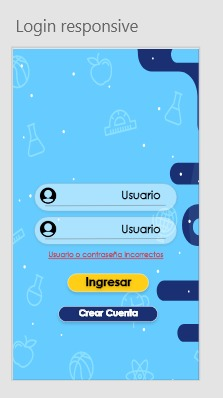 Login responsive
Usuario
Usuario
Usuario o contraseña incorrectos
Ingresar
Crear Cuenta